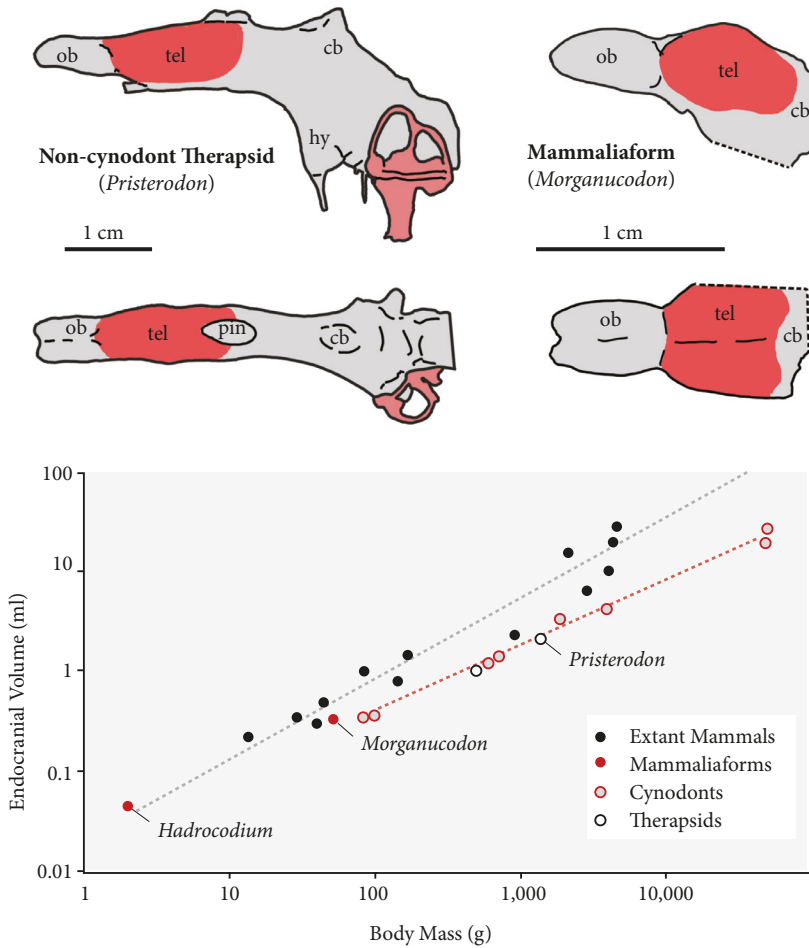 ob
tel
cb
hy
Non-cynodont Therapsid
(Pristerodon)
1 cm
ob
tel
cb
Mammaliaform
(Morganucodon)
1 cm
ob
tel
pin
cb
ob
tel
cb
Endocranial Volume (ml)
100
10
1
0.1
0.01
Pristerodon
Morganucodon
Hadrocodium
Extant Mammals
Mammaliaforms
Cynodonts
Therapsids
1
10
100
1,000
10,000
Body Mass (g)